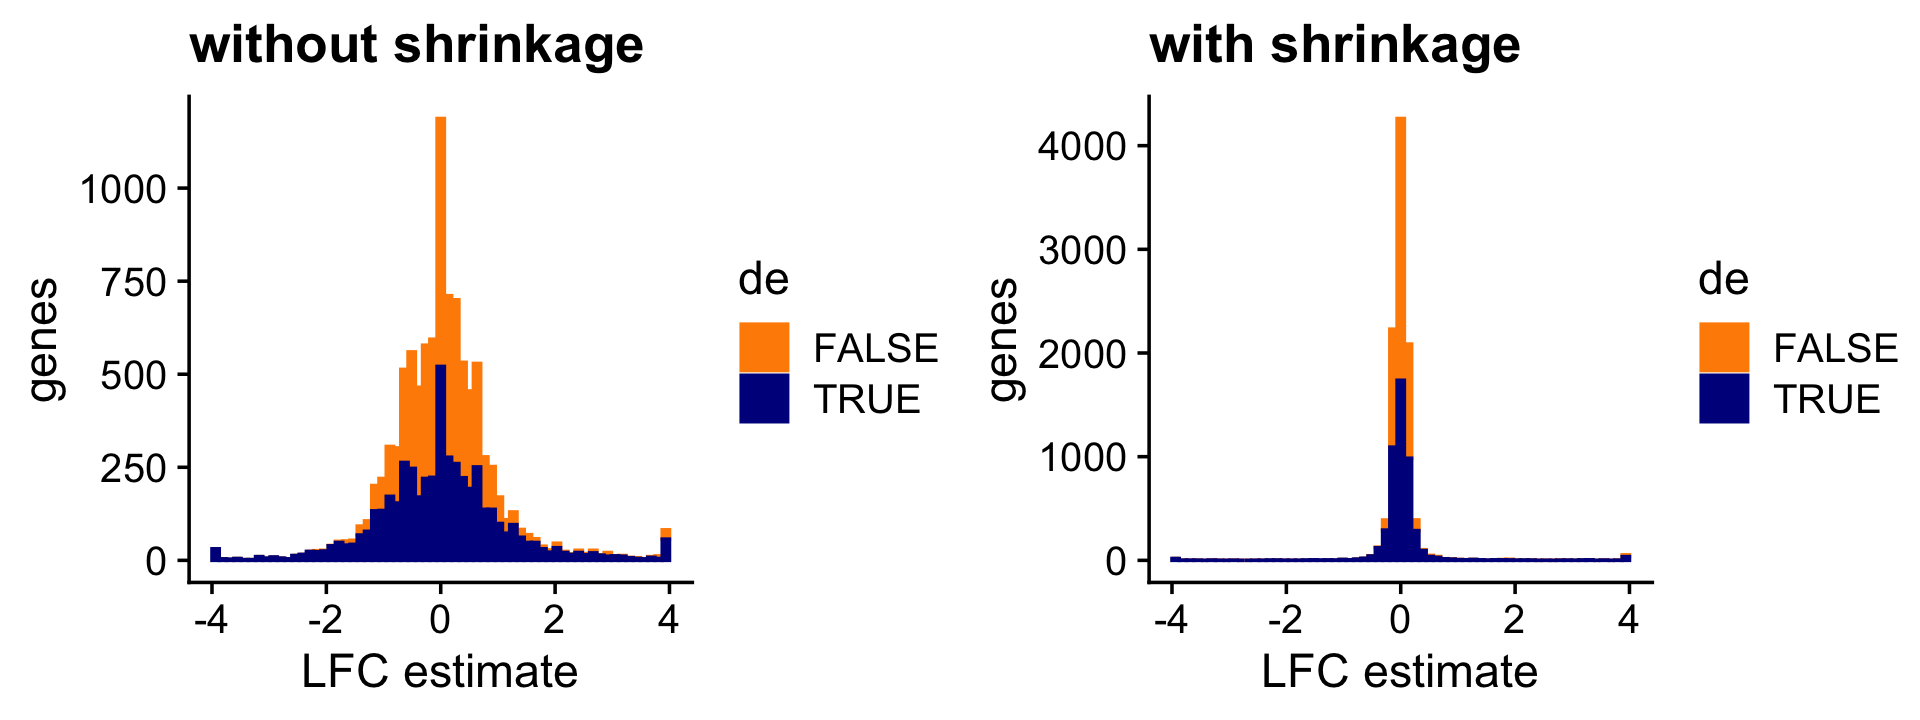 without shrinkage
1000
750
500
250
0
genes
-4 -2 0 2 4
LFC estimate
de
FALSE
TRUE
with shrinkage
4000
3000
2000
1000
0
genes
-4 -2 0 2 4
LFC estimate
de
FALSE
TRUE